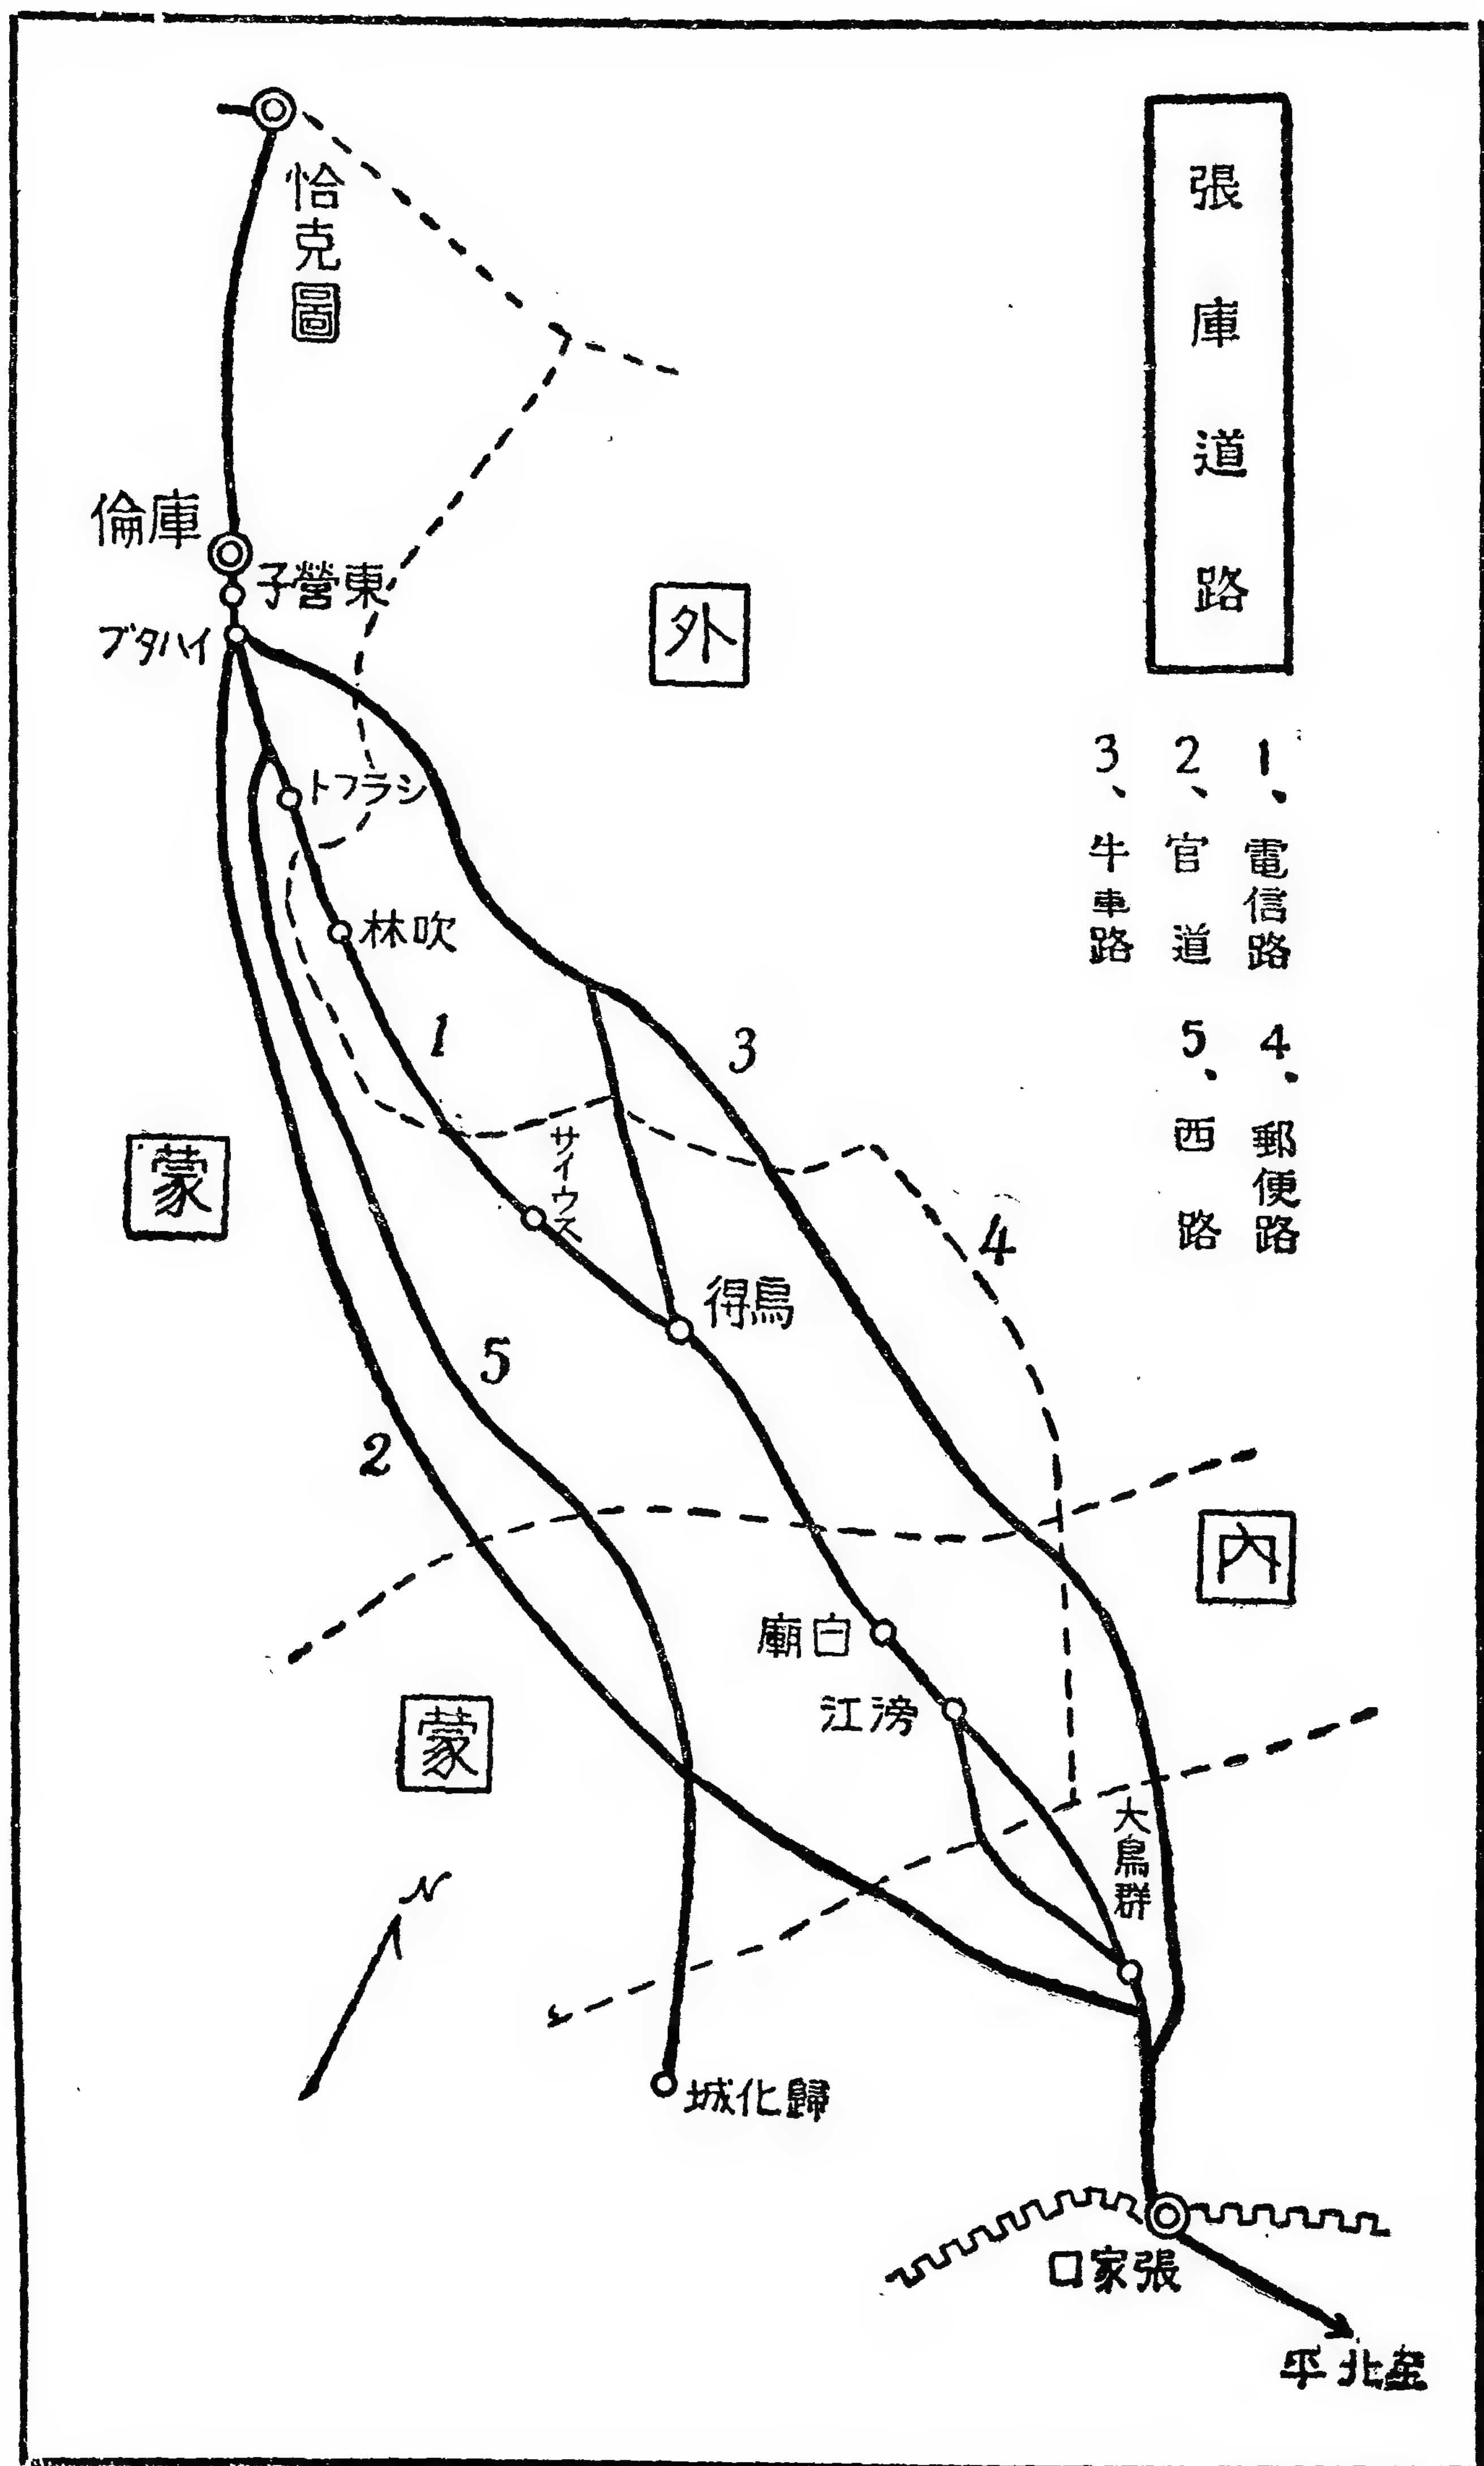 張庫道路
1、電信路
2、官道
3、牛車路
4、郵便路
5、西路
恰克圖
庫倫
東營子
イハタブ
シラフト
吹林
サイウス
烏得
白廟
滂江
大烏群
歸化城
張家口
至北平
外
蒙
內
蒙
1
3
4
5
2
N